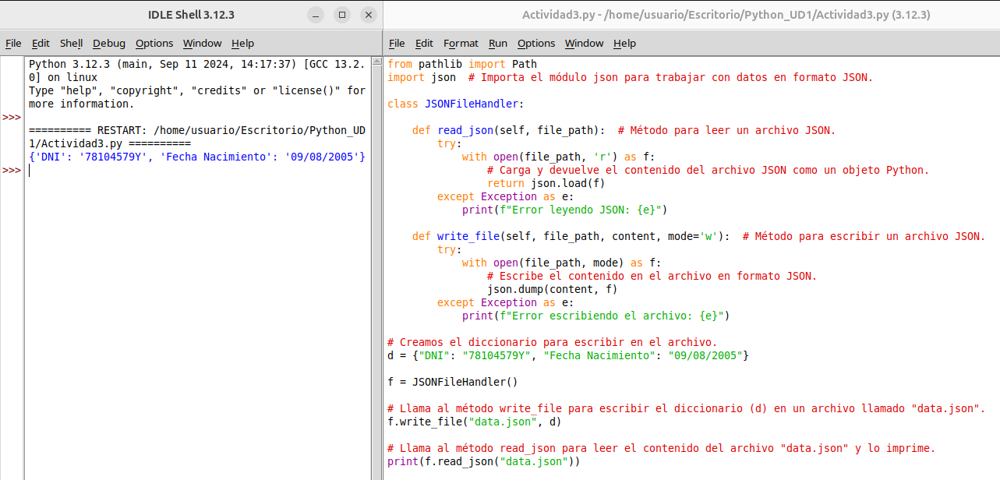 IDLE Shell 3.12.3
File Edit Shell Debug Options Window Help
Python 3.12.3 (main, Sep 11 2024, 14:17:37) [GCC 13.2.
0] on linux
Type "help", "copyright", "credits" or "license()" for
more information.
>>>
========== RESTART: /home/usuario/Escritorio/Python_UD
1/Actividad3.py ==========
{'DNI': '78104579Y', 'Fecha Nacimiento': '09/08/2005'}
>>>
Actividad3.py - /home/usuario/Escritorio/Python_UD1/Actividad3.py (3.12.3)
File Edit Format Run Options Window Help
from pathlib import Path
import json  # Importa el módulo json para trabajar con datos en formato JSON.
class JSONFileHandler:
    def read_json(self, file_path):  # Método para leer un archivo JSON.
        try:
            with open(file_path, 'r') as f:
                # Carga y devuelve el contenido del archivo JSON como un objeto Python.
                return json.load(f)
        except Exception as e:
            print(f"Error leyendo JSON: {e}")
    def write_file(self, file_path, content, mode='w'):  # Método para escribir un archivo JSON.
        try:
            with open(file_path, mode) as f:
                # Escribe el contenido en el archivo en formato JSON.
                json.dump(content, f)
        except Exception as e:
            print(f"Error escribiendo el archivo: {e}")
# Creamos el diccionario para escribir en el archivo.
d = {"DNI": "78104579Y", "Fecha Nacimiento": "09/08/2005"}
f = JSONFileHandler()
# Llama al método write_file para escribir el diccionario (d) en un archivo llamado "data.json".
f.write_file("data.json", d)
# Llama al método read_json para leer el contenido del archivo "data.json" y lo imprime.
print(f.read_json("data.json"))